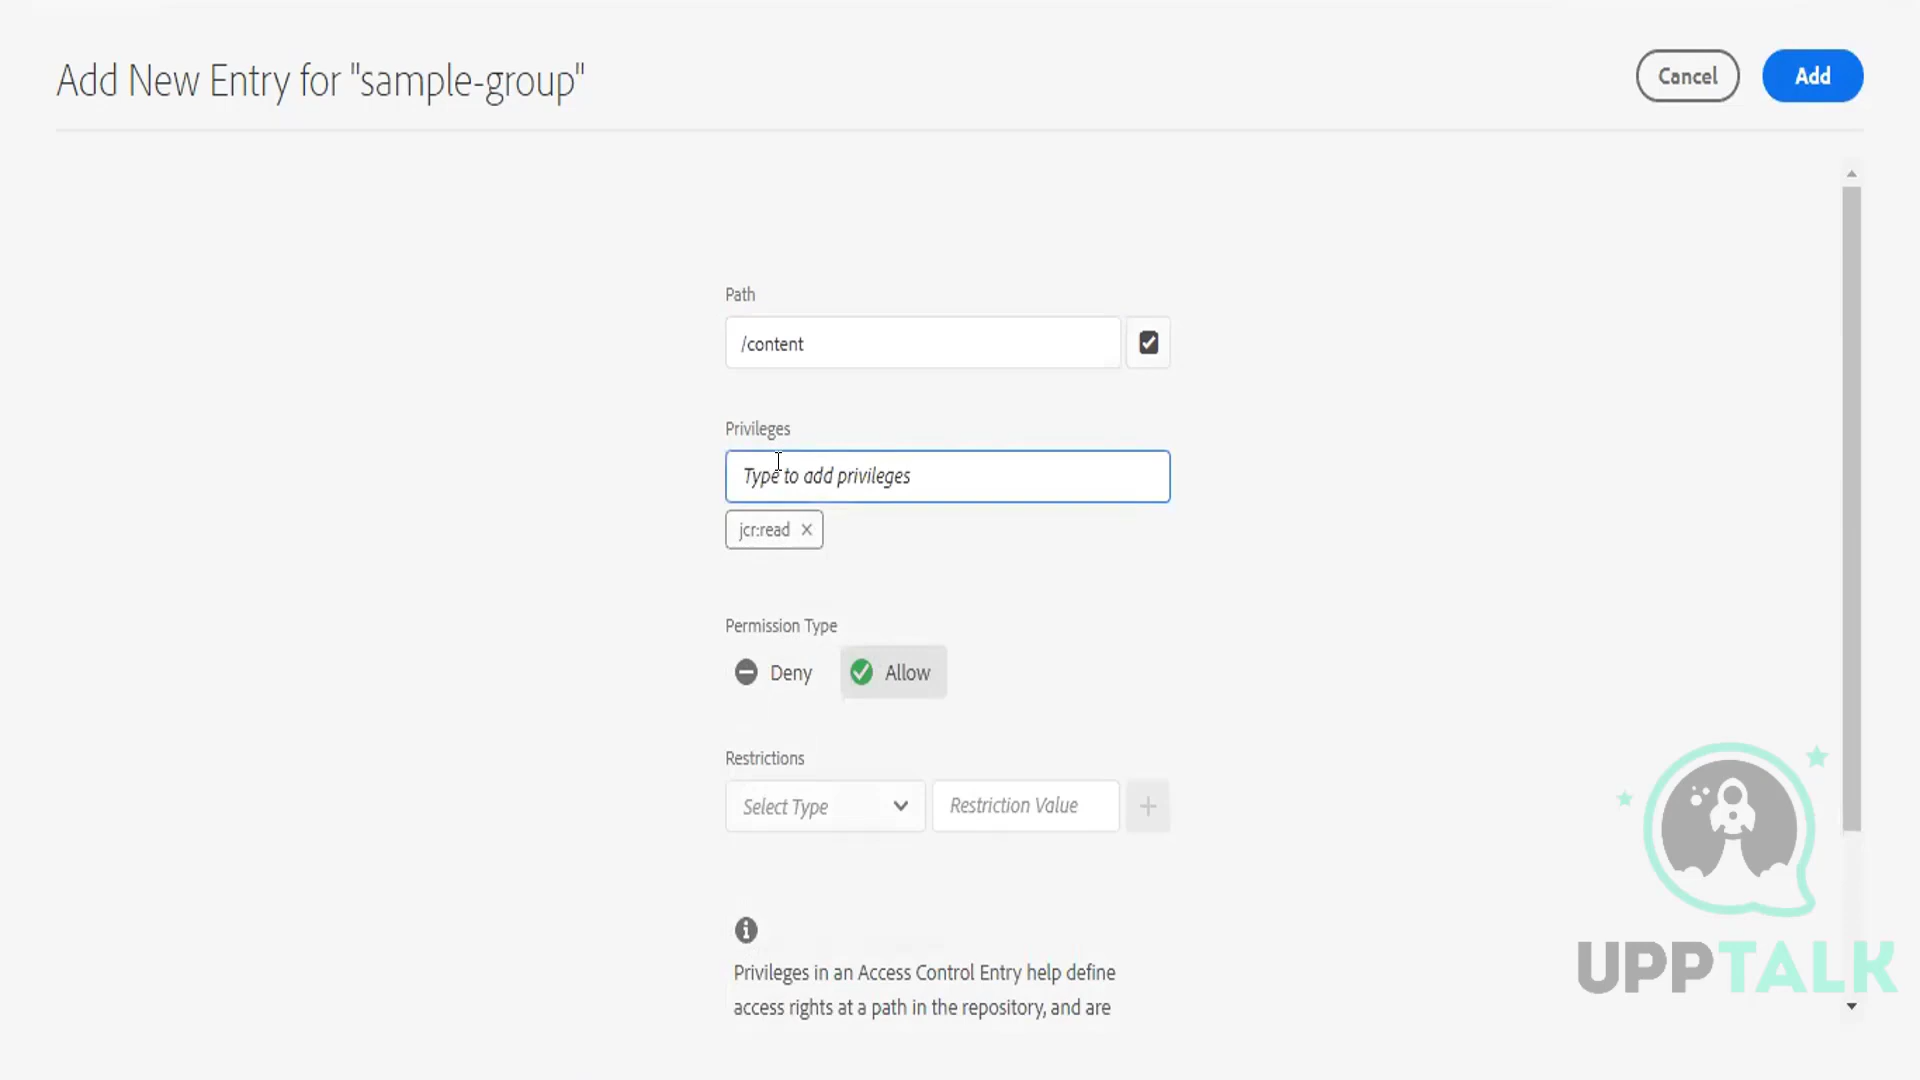 Add New Entry for "sample-group"
Cancel
Add
Path
/content
Privileges
Type to add privileges
jcr:read ×
Permission Type
Deny
Allow
Restrictions
Select Type
Restriction Value
+
Privileges in an Access Control Entry help define
access rights at a path in the repository, and are
UPPTALK